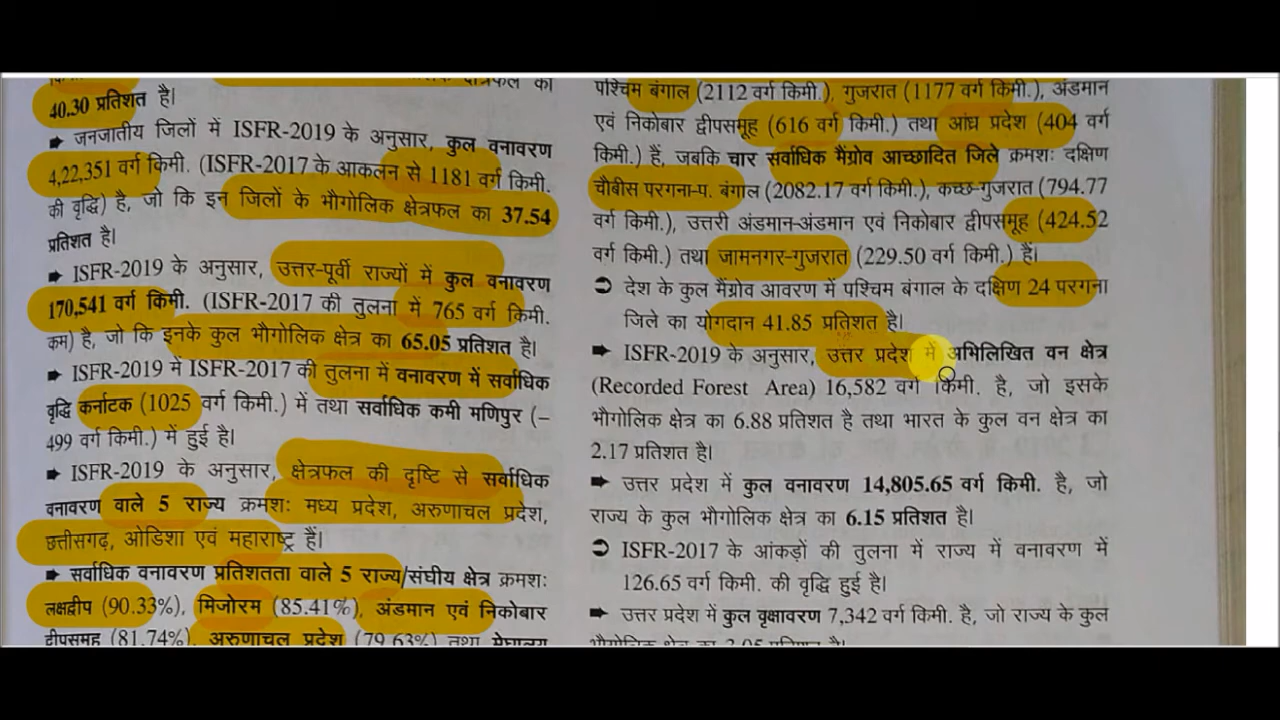 40.30 प्रतिशत है।
➨ जनजातीय जिलों में ISFR-2019 के अनुसार, कुल वनावरण
4,22,351 वर्ग किमी. (ISFR-2017 के आकलन से 1181 वर्ग किमी.
की वृद्धि) है, जो कि इन जिलों के भौगोलिक क्षेत्रफल का 37.54
प्रतिशत है।
➨ ISFR-2019 के अनुसार, उत्तर-पूर्वी राज्यों में कुल वनावरण
170,541 वर्ग किमी. (ISFR-2017 की तुलना में 765 वर्ग किमी.
कम) है, जो कि इनके कुल भौगोलिक क्षेत्र का 65.05 प्रतिशत है।
➨ ISFR-2019 में ISFR-2017 की तुलना में वनावरण में सर्वाधिक
वृद्धि कर्नाटक (1025 वर्ग किमी.) में तथा सर्वाधिक कमी मणिपुर (–
499 वर्ग किमी.) में हुई है।
➨ ISFR-2019 के अनुसार, क्षेत्रफल की दृष्टि से सर्वाधिक
वनावरण वाले 5 राज्य क्रमशः मध्य प्रदेश, अरुणाचल प्रदेश,
छत्तीसगढ़, ओडिशा एवं महाराष्ट्र हैं।
➨ सर्वाधिक वनावरण प्रतिशतता वाले 5 राज्य/संघीय क्षेत्र क्रमशः
लक्षद्वीप (90.33%), मिजोरम (85.41%), अंडमान एवं निकोबार
द्वीपसमूह (81.74%), अरुणाचल प्रदेश (79.63%) तथा मेघालय
पश्चिम बंगाल (2112 वर्ग किमी.), गुजरात (1177 वर्ग किमी.), अंडमान
एवं निकोबार द्वीपसमूह (616 वर्ग किमी.) तथा आंध्र प्रदेश (404 वर्ग
किमी.) हैं, जबकि चार सर्वाधिक मैंग्रोव आच्छादित जिले क्रमशः दक्षिण
चौबीस परगना-प. बंगाल (2082.17 वर्ग किमी.), कच्छ-गुजरात (794.77
वर्ग किमी.), उत्तरी अंडमान-अंडमान एवं निकोबार द्वीपसमूह (424.52
वर्ग किमी.) तथा जामनगर-गुजरात (229.50 वर्ग किमी.) हैं।
➲ देश के कुल मैंग्रोव आवरण में पश्चिम बंगाल के दक्षिण 24 परगना
जिले का योगदान 41.85 प्रतिशत है।
➨ ISFR-2019 के अनुसार, उत्तर प्रदेश में अभिलिखित वन क्षेत्र
(Recorded Forest Area) 16,582 वर्ग किमी. है, जो इसके
भौगोलिक क्षेत्र का 6.88 प्रतिशत है तथा भारत के कुल वन क्षेत्र का
2.17 प्रतिशत है।
➨ उत्तर प्रदेश में कुल वनावरण 14,805.65 वर्ग किमी. है, जो
राज्य के कुल भौगोलिक क्षेत्र का 6.15 प्रतिशत है।
➲ ISFR-2017 के आंकड़ों की तुलना में राज्य में वनावरण में
126.65 वर्ग किमी. की वृद्धि हुई है।
➨ उत्तर प्रदेश में कुल वृक्षावरण 7,342 वर्ग किमी. है, जो राज्य के कुल